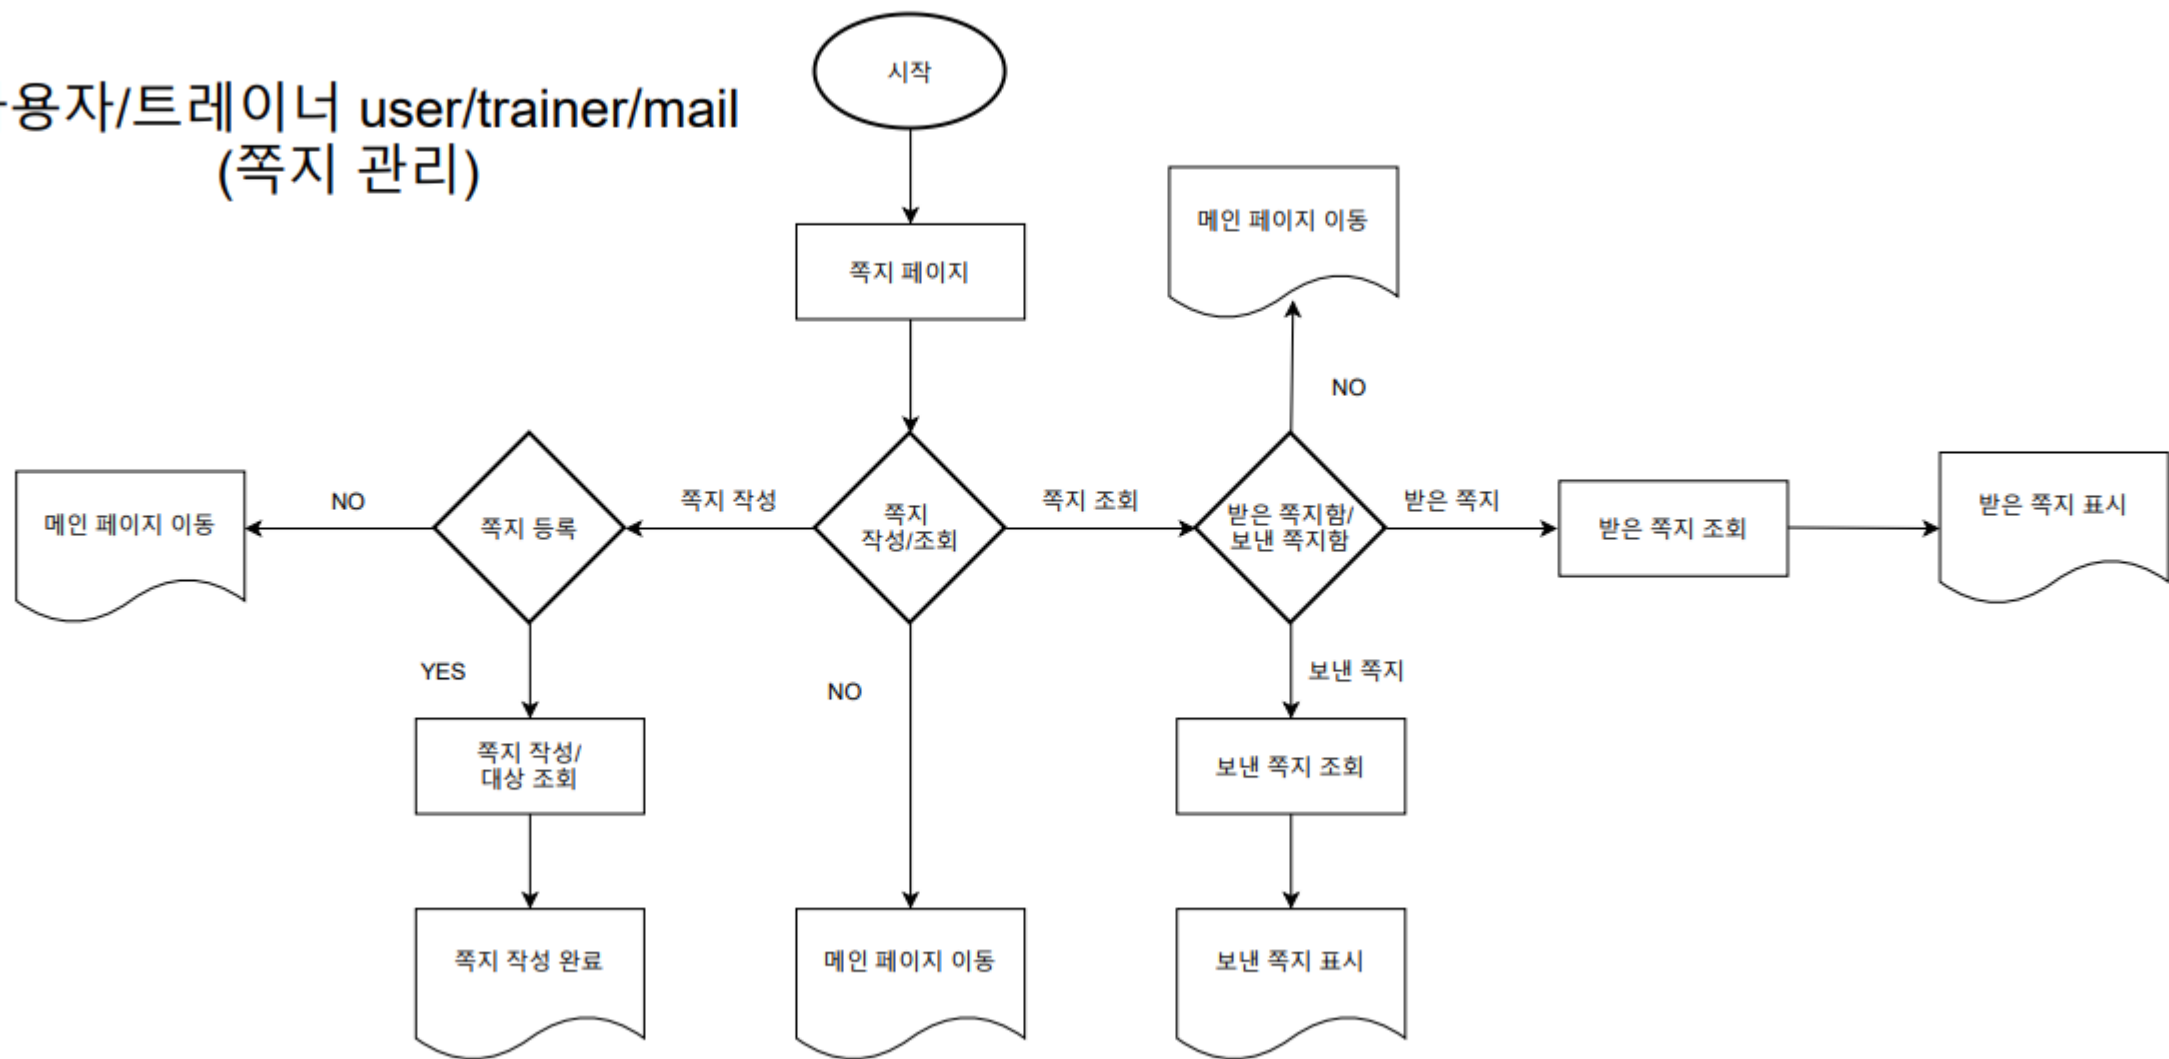 시작
용자/트레이너 user/trainer/mail
(쪽지 관리)
메인 페이지 이동
쪽지 페이지
NO
메인 페이지 이동
NO
쪽지 등록
쪽지 작성
쪽지
작성/조회
쪽지 조회
받은 쪽지함/
보낸 쪽지함
받은 쪽지
받은 쪽지 조회
받은 쪽지 표시
YES
NO
보낸 쪽지
쪽지 작성/
대상 조회
보낸 쪽지 조회
쪽지 작성 완료
메인 페이지 이동
보낸 쪽지 표시